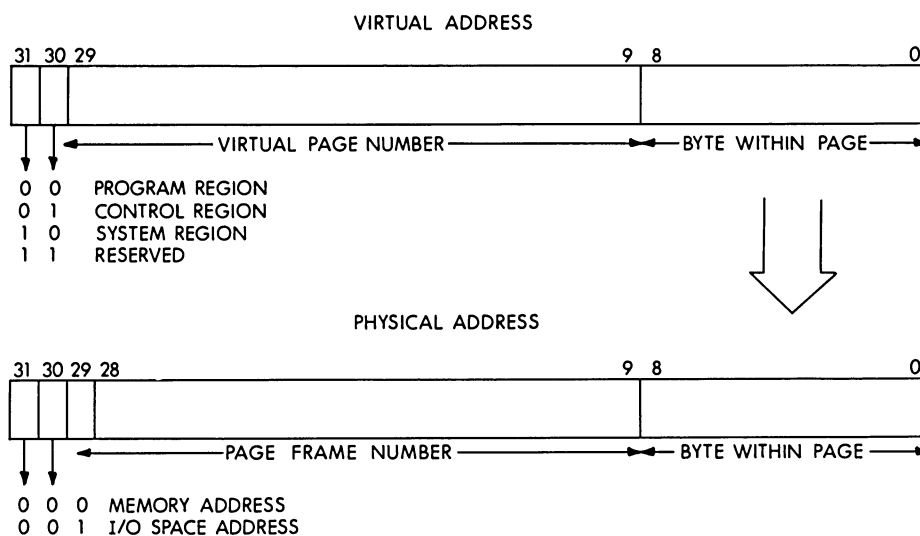 VIRTUAL ADDRESS
31 30 29 9 8 0
VIRTUAL PAGE NUMBER BYTE WITHIN PAGE
0 0 PROGRAM REGION
0 1 CONTROL REGION
1 0 SYSTEM REGION
1 1 RESERVED
PHYSICAL ADDRESS
31 30 29 28 9 8 0
PAGE FRAME NUMBER BYTE WITHIN PAGE
0 0 0 MEMORY ADDRESS
0 0 1 I/O SPACE ADDRESS